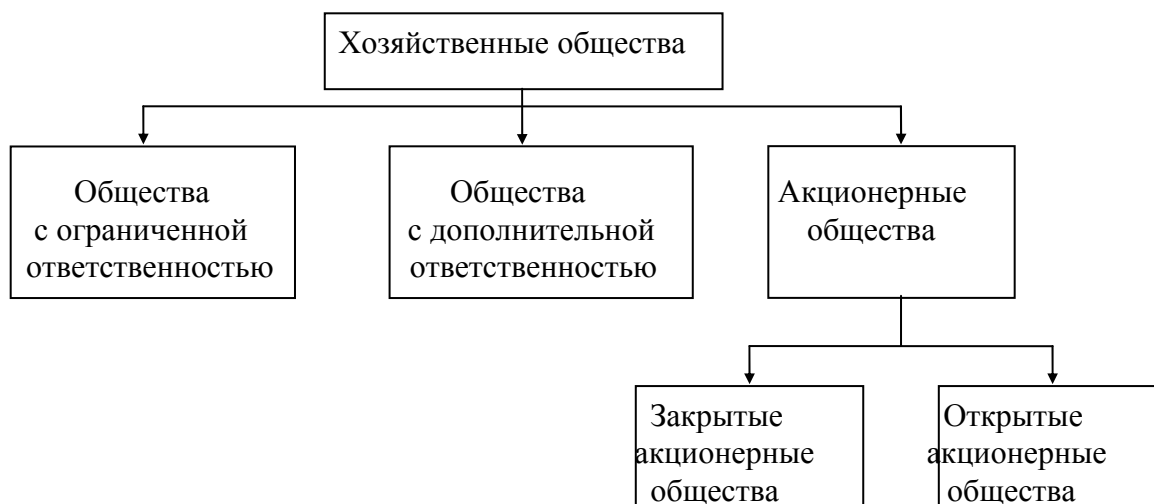 Хозяйственные общества
Общества
с ограниченной
ответственностью
Общества
с дополнительной
ответственностью
Акционерные
общества
Закрытые
акционерные
общества
Открытые
акционерные
общества